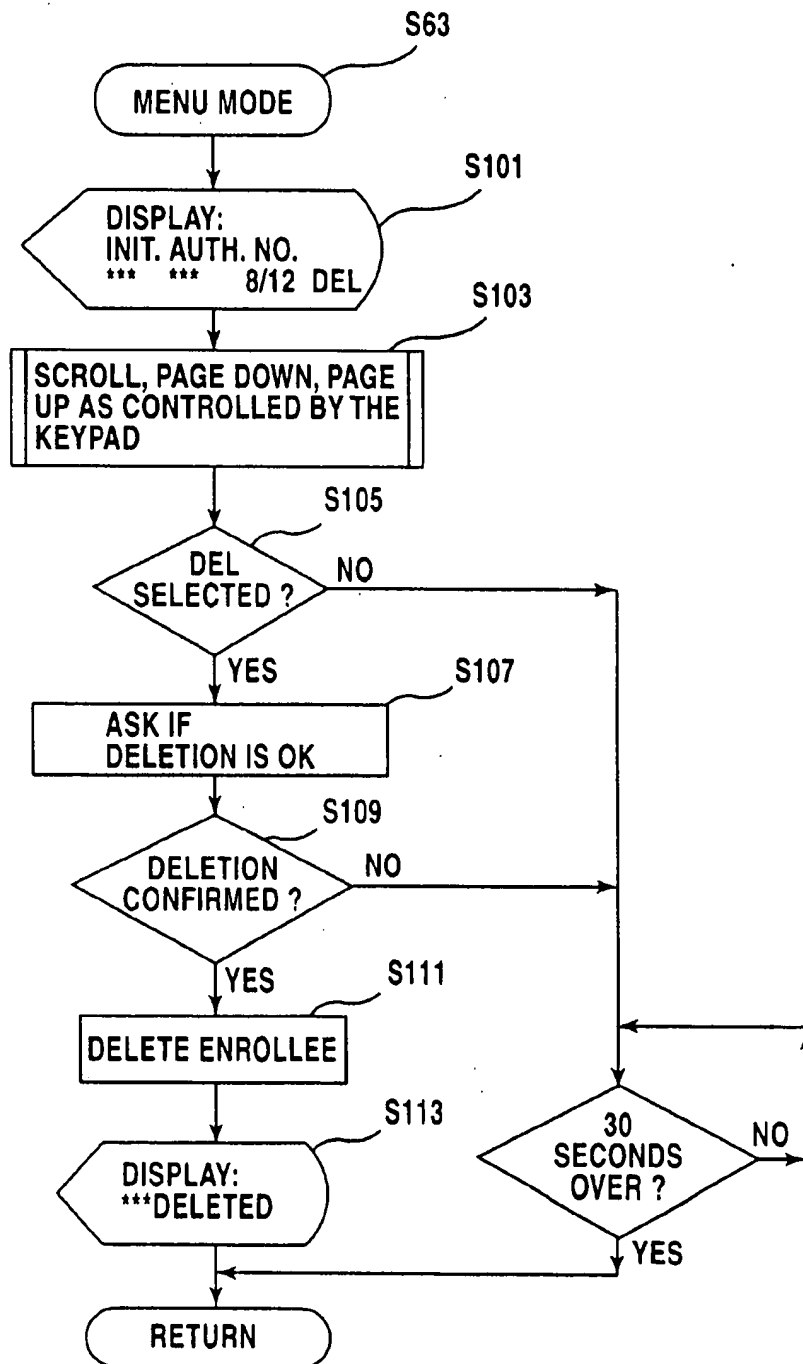 S63
MENU MODE
S101
DISPLAY:
INIT. AUTH. NO.
*** *** 8/12 DEL
S103
SCROLL, PAGE DOWN, PAGE
UP AS CONTROLLED BY THE
KEYPAD
S105
DEL
SELECTED ?
NO
YES
S107
ASK IF
DELETION IS OK
S109
DELETION
CONFIRMED ?
NO
YES
S111
DELETE ENROLLEE
S113
DISPLAY:
***DELETED
30
SECONDS
OVER ?
NO
YES
RETURN